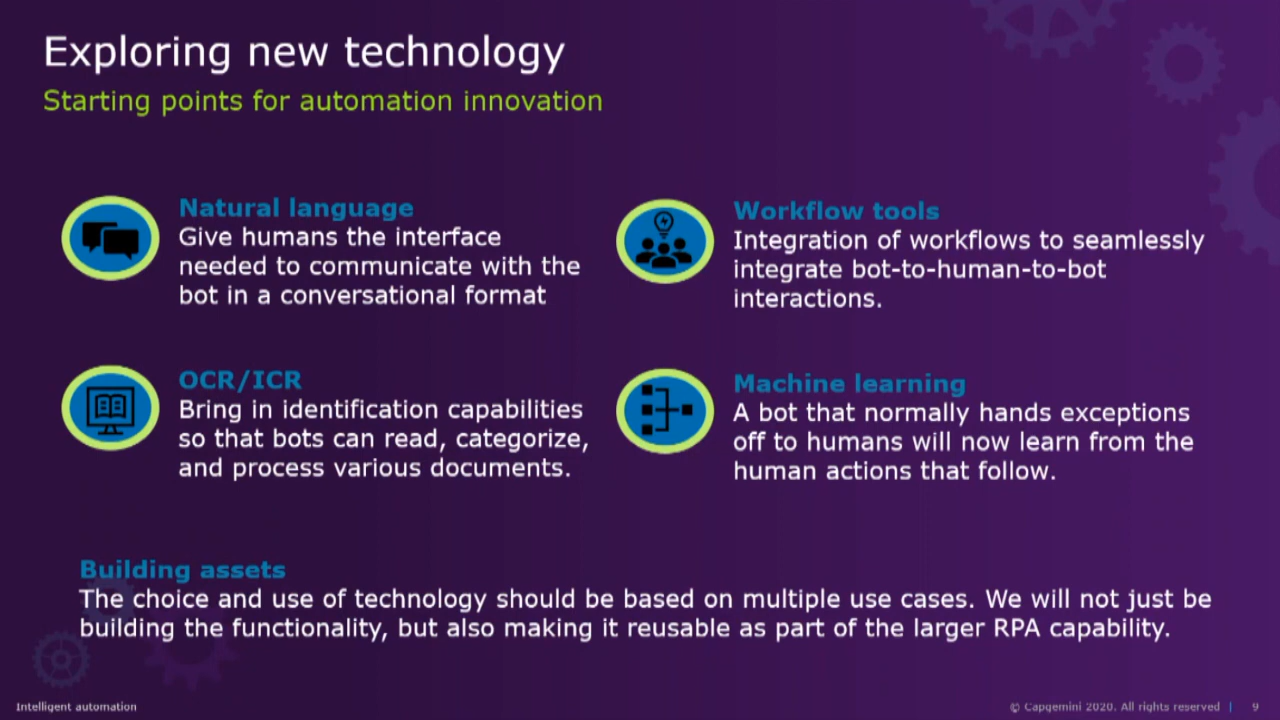 Exploring new technology
Starting points for automation innovation
Natural language
Give humans the interface
needed to communicate with the
bot in a conversational format
Workflow tools
Integration of workflows to seamlessly
integrate bot-to-human-to-bot
interactions.
OCR/ICR
Bring in identification capabilities
so that bots can read, categorize,
and process various documents.
Machine learning
A bot that normally hands exceptions
off to humans will now learn from the
human actions that follow.
Building assets
The choice and use of technology should be based on multiple use cases. We will not just be
building the functionality, but also making it reusable as part of the larger RPA capability.
Intelligent automation
© Capgemini 2020. All rights reserved | 9